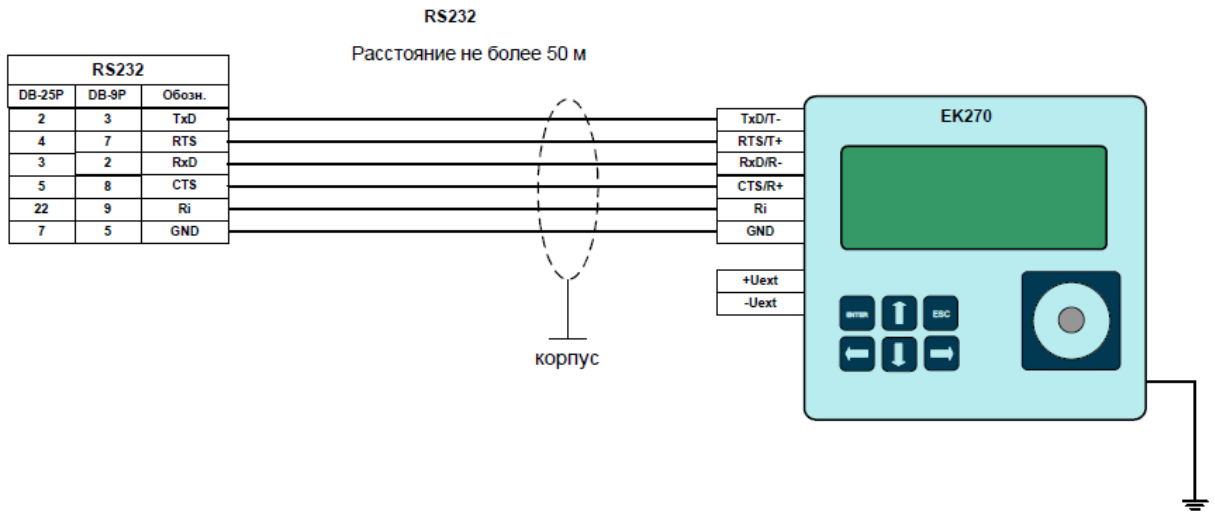 RS232
Расстояние не более 50 м
RS232
DB-25P DB-9P Обозн.
2 3 TxD
4 7 RTS
3 2 RxD
5 8 CTS
22 9 Ri
7 5 GND
TxD/T-
RTS/T+
RxD/R-
CTS/R+
Ri
GND
+Uext
-Uext
EK270
ENTER ESC
корпус